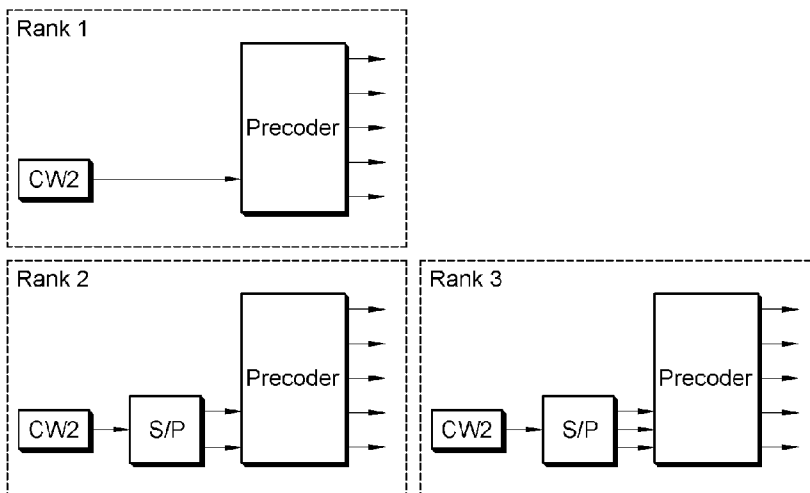 Rank 1
Precoder
CW2
Rank 2
Precoder
CW2
S/P
Rank 3
Precoder
CW2
S/P